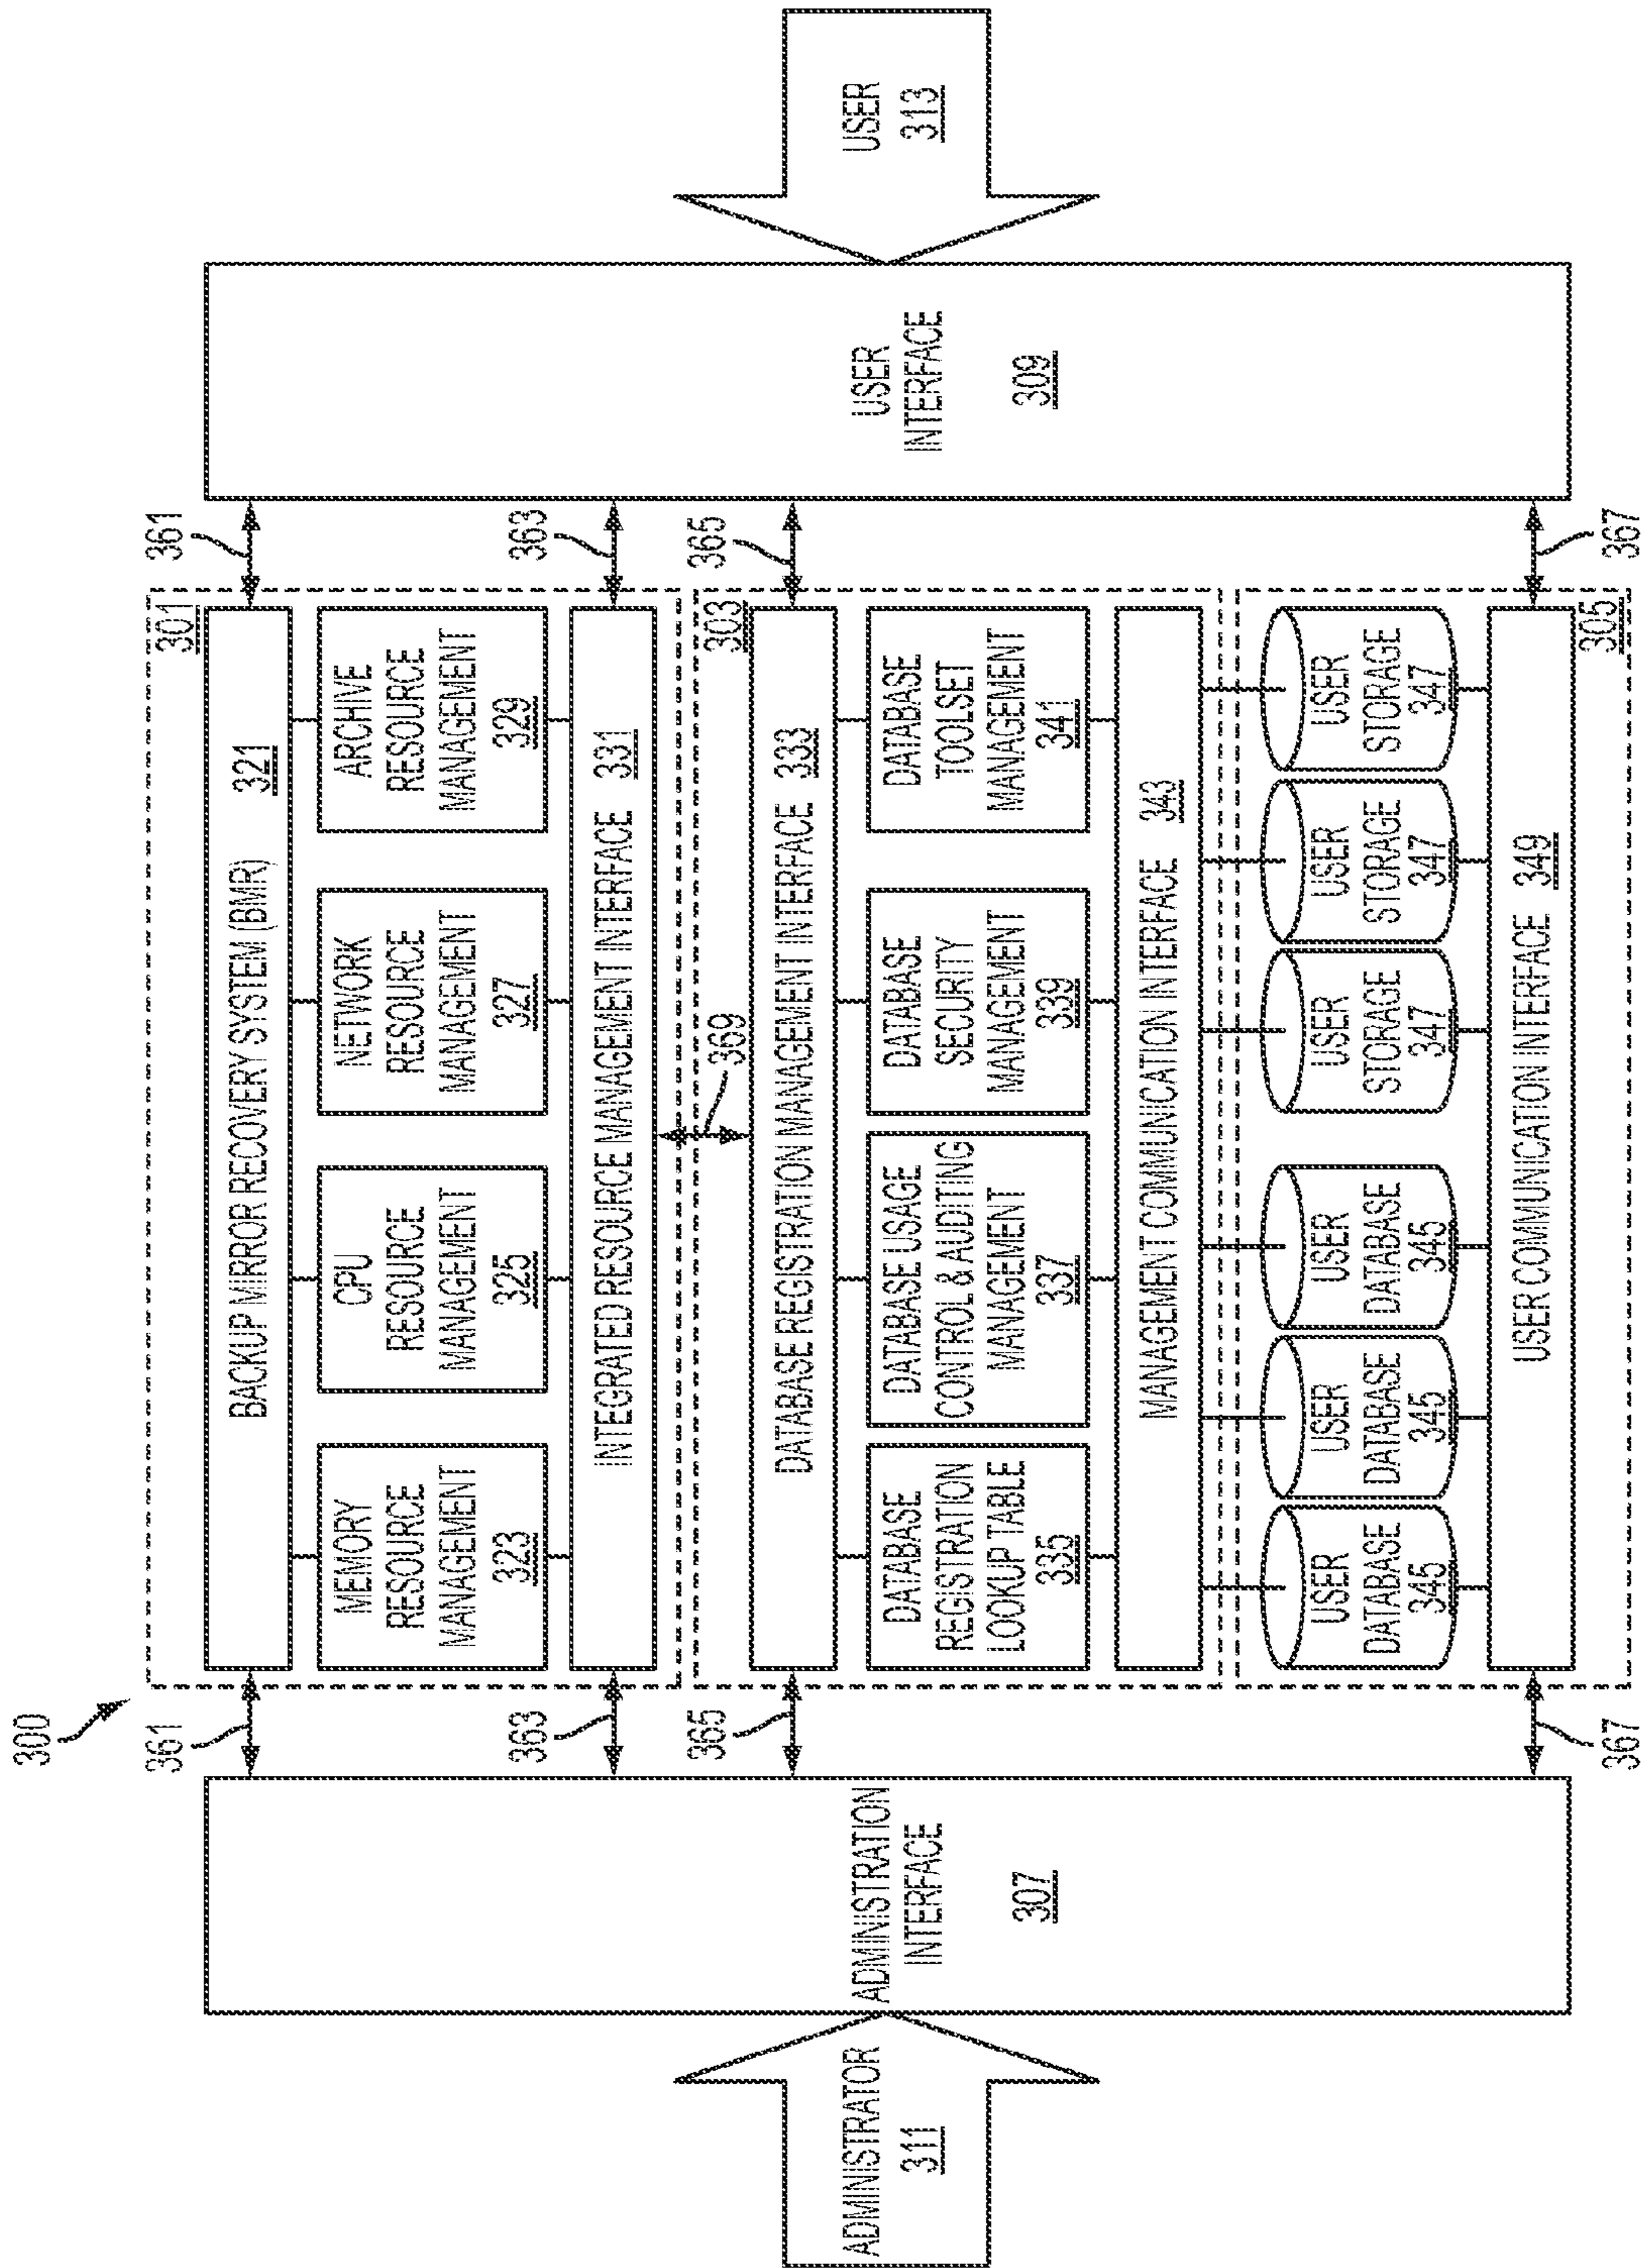 300
ADMINISTRATOR
311
ADMINISTRATION
INTERFACE
307
361
363
365
367
301
BACKUP MIRROR RECOVERY SYSTEM (BMR) 321
MEMORY
RESOURCE
MANAGEMENT
323
CPU
RESOURCE
MANAGEMENT
325
NETWORK
RESOURCE
MANAGEMENT
327
ARCHIVE
RESOURCE
MANAGEMENT
329
INTEGRATED RESOURCE MANAGEMENT INTERFACE 331
369
303
DATABASE REGISTRATION MANAGEMENT INTERFACE 333
DATABASE
REGISTRATION
LOOKUP TABLE
335
DATABASE USAGE
CONTROL & AUDITING
MANAGEMENT
337
DATABASE
SECURITY
MANAGEMENT
339
DATABASE
TOOLSET
MANAGEMENT
341
MANAGEMENT COMMUNICATION INTERFACE 343
USER
DATABASE
345
USER
DATABASE
345
USER
DATABASE
345
USER
STORAGE
347
USER
STORAGE
347
USER
STORAGE
347
USER COMMUNICATION INTERFACE 349
305
361
363
365
367
USER
INTERFACE
309
USER
313